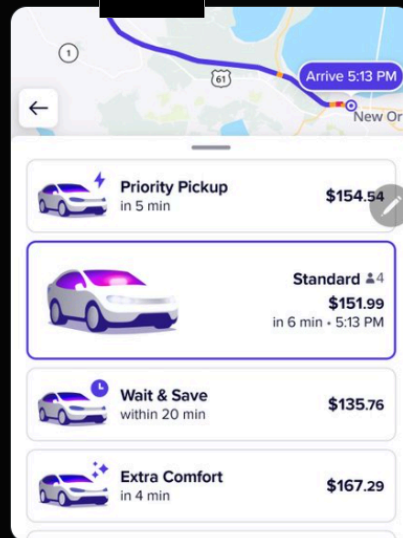 1
61
Arrive 5:13 PM
New Or
Priority Pickup
in 5 min
$154.54
Standard 4
$151.99
in 6 min • 5:13 PM
Wait & Save
within 20 min
$135.76
Extra Comfort
in 4 min
$167.29